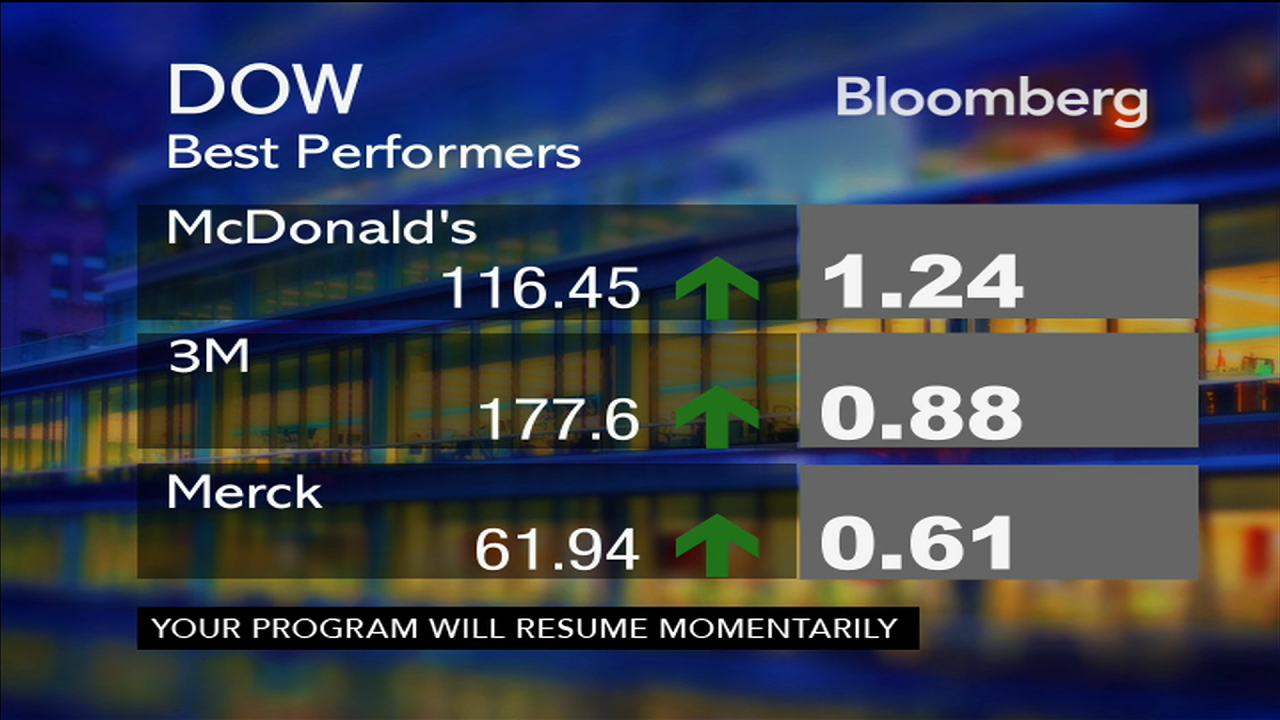 DOW
Bloomberg
Best Performers
McDonald's
116.45 1.24
3M
177.6 0.88
Merck
61.94 0.61
YOUR PROGRAM WILL RESUME MOMENTARILY